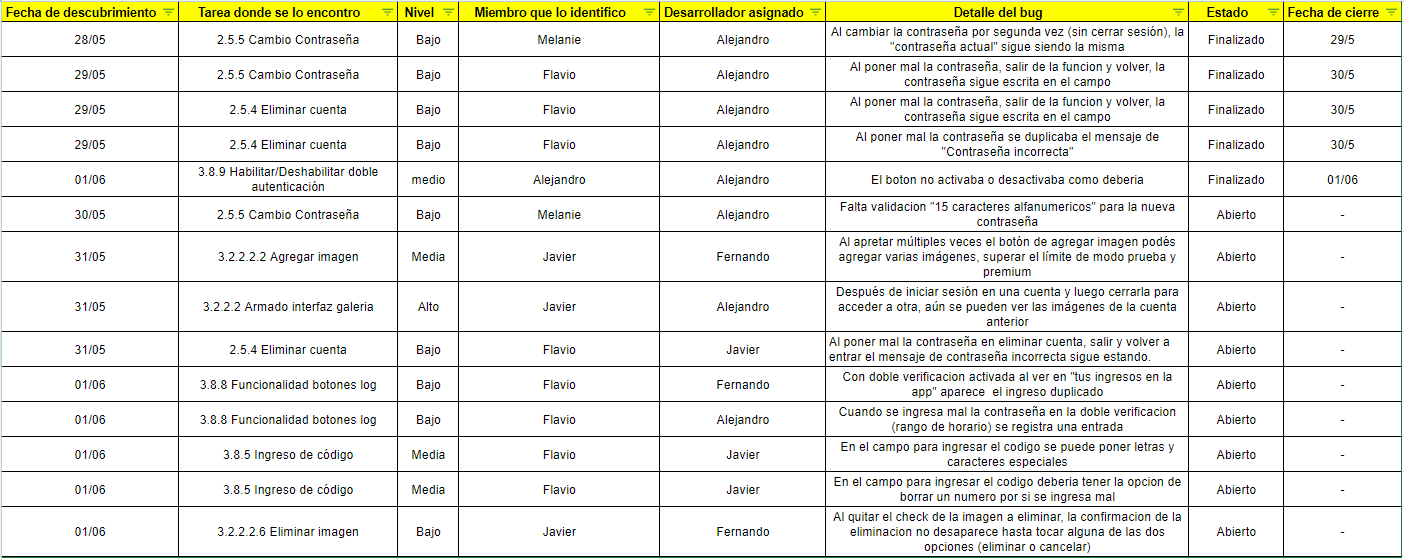 Fecha de descubrimiento Tarea donde se lo encontro Nivel Miembro que lo identifico Desarrollador asignado Detalle del bug Estado Fecha de cierre
28/05 2.5.5 Cambio Contraseña Bajo Melanie Alejandro Al cambiar la contraseña por segunda vez (sin cerrar sesión), la
"contraseña actual" sigue siendo la misma Finalizado 29/5
29/05 2.5.5 Cambio Contraseña Bajo Flavio Alejandro Al poner mal la contraseña, salir de la funcion y volver, la
contraseña sigue escrita en el campo Finalizado 30/5
29/05 2.5.4 Eliminar cuenta Bajo Flavio Alejandro Al poner mal la contraseña, salir de la funcion y volver, la
contraseña sigue escrita en el campo Finalizado 30/5
29/05 2.5.4 Eliminar cuenta Bajo Flavio Alejandro Al poner mal la contraseña se duplicaba el mensaje de
"Contraseña incorrecta" Finalizado 30/5
01/06 3.8.9 Habilitar/Deshabilitar doble
autenticación medio Alejandro Alejandro El boton no activaba o desactivaba como deberia Finalizado 01/06
30/05 2.5.5 Cambio Contraseña Bajo Melanie Alejandro Falta validacion "15 caracteres alfanumericos" para la nueva
contraseña Abierto -
31/05 3.2.2.2.2 Agregar imagen Media Javier Fernando Al apretar múltiples veces el botón de agregar imagen podés
agregar varias imágenes, superar el límite de modo prueba y
premium Abierto -
31/05 3.2.2.2 Armado interfaz galeria Alto Javier Alejandro Después de iniciar sesión en una cuenta y luego cerrarla para
acceder a otra, aún se pueden ver las imágenes de la cuenta
anterior Abierto -
31/05 2.5.4 Eliminar cuenta Bajo Flavio Javier Al poner mal la contraseña en eliminar cuenta, salir y volver a
entrar el mensaje de contraseña incorrecta sigue estando. Abierto -
01/06 3.8.8 Funcionalidad botones log Bajo Flavio Fernando Con doble verificacion activada al ver en "tus ingresos en la
app" aparece el ingreso duplicado Abierto -
01/06 3.8.8 Funcionalidad botones log Bajo Flavio Alejandro Cuando se ingresa mal la contraseña en la doble verificacion
(rango de horario) se registra una entrada Abierto -
01/06 3.8.5 Ingreso de código Media Flavio Javier En el campo para ingresar el codigo se puede poner letras y
caracteres especiales Abierto -
01/06 3.8.5 Ingreso de código Media Flavio Javier En el campo para ingresar el codigo deberia tener la opcion de
borrar un numero por si se ingresa mal Abierto -
01/06 3.2.2.2.6 Eliminar imagen Bajo Javier Fernando Al quitar el check de la imagen a eliminar, la confirmacion de la
eliminacion no desaparece hasta tocar alguna de las dos
opciones (eliminar o cancelar) Abierto -